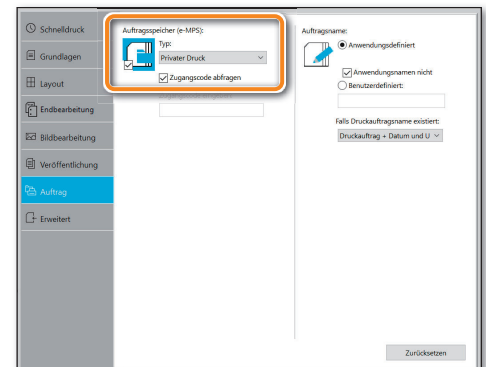 Schnelldruck
Grundlagen
Layout
Endbearbeitung
Bildbearbeitung
Veröffentlichung
Auftrag
Erweitert
Auftragsspeicher (e-MPS):
Typ:
Privater Druck
Zugangscode abfragen
Auftragsname:
Anwendungsdefiniert
Anwendungsnamen nicht
Benutzerdefiniert:
Falls Druckauftragsname existiert:
Druckauftrag + Datum und U
Zurücksetzen